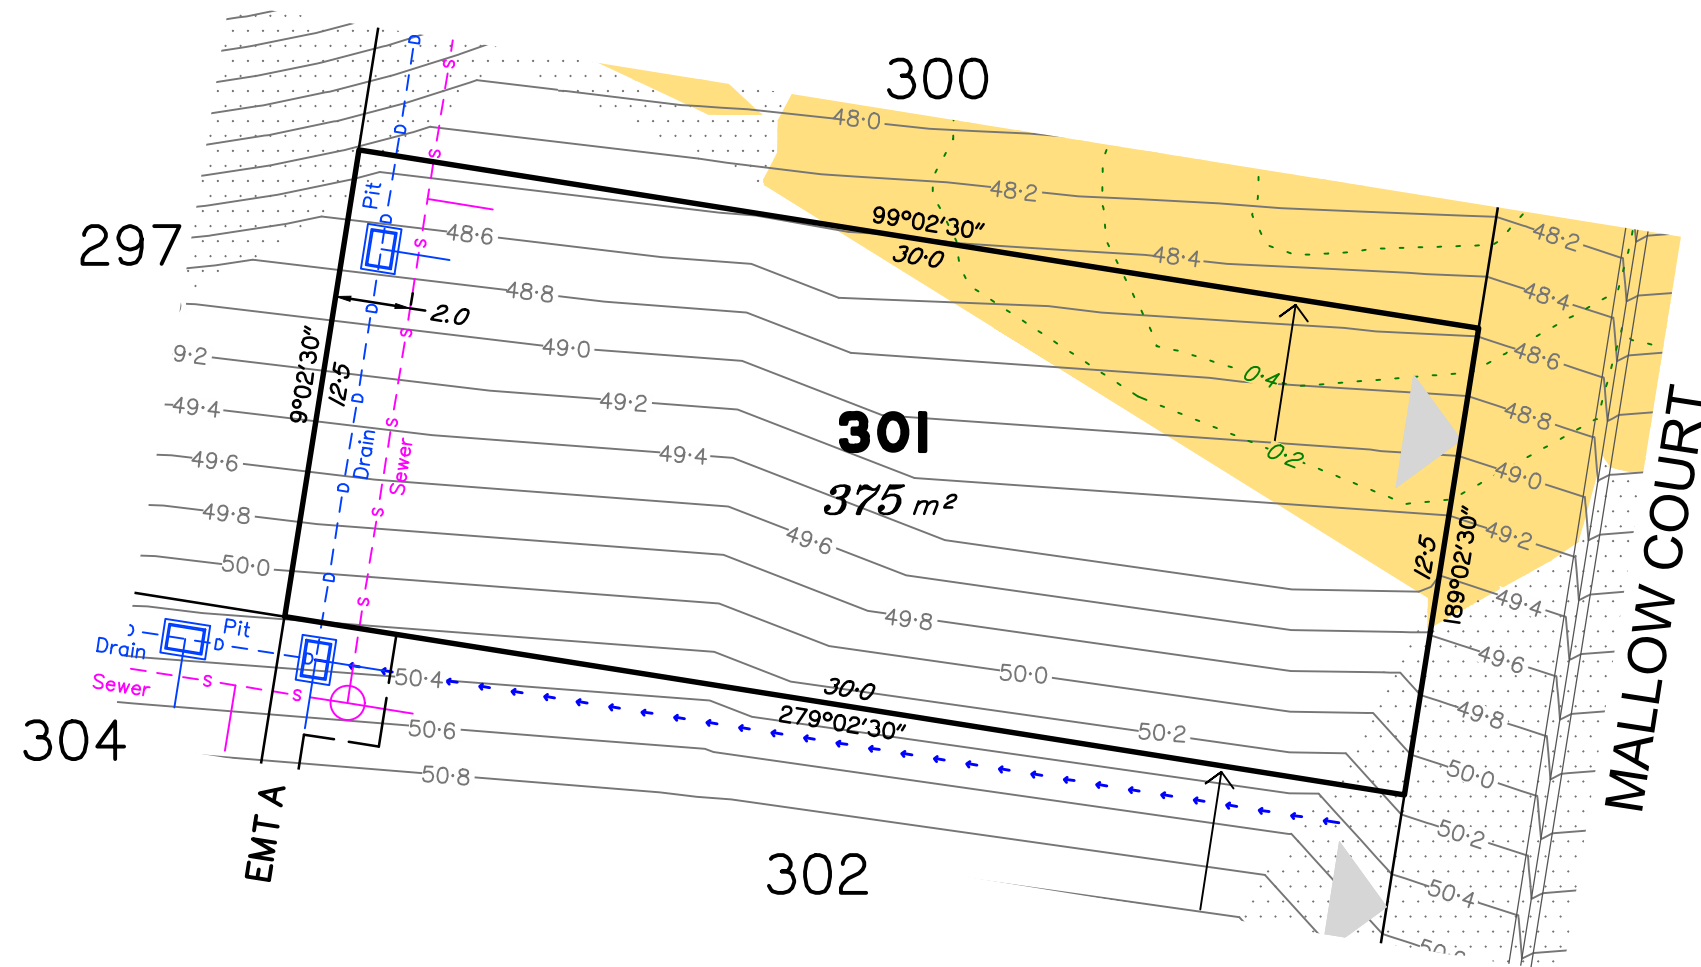 300
48.0
48.2
99°02'30"
30.0
48.4
48.2
48.4
48.6
48.8
49.0
49.2
49.4
49.6
49.8
50.0
50.2
50.4
D
S
D
S
Pit
D
S
48.6
297
48.8
2.0
D
S
49.0
9.2
9°02'30"
12.5
D
49.2
49.4
S
Drain
Sewer
49.4
49.6
D
S
49.8
50.0
D
S
301
375 m²
0.4
0.2
49.6
49.8
50.0
50.2
12.5
189°02'30"
MALLOW COURT
Pit
D
D
Drain
Sewer
S
S
50.4
50.6
50.8
30.0
279°02'30"
304
EMT A
302